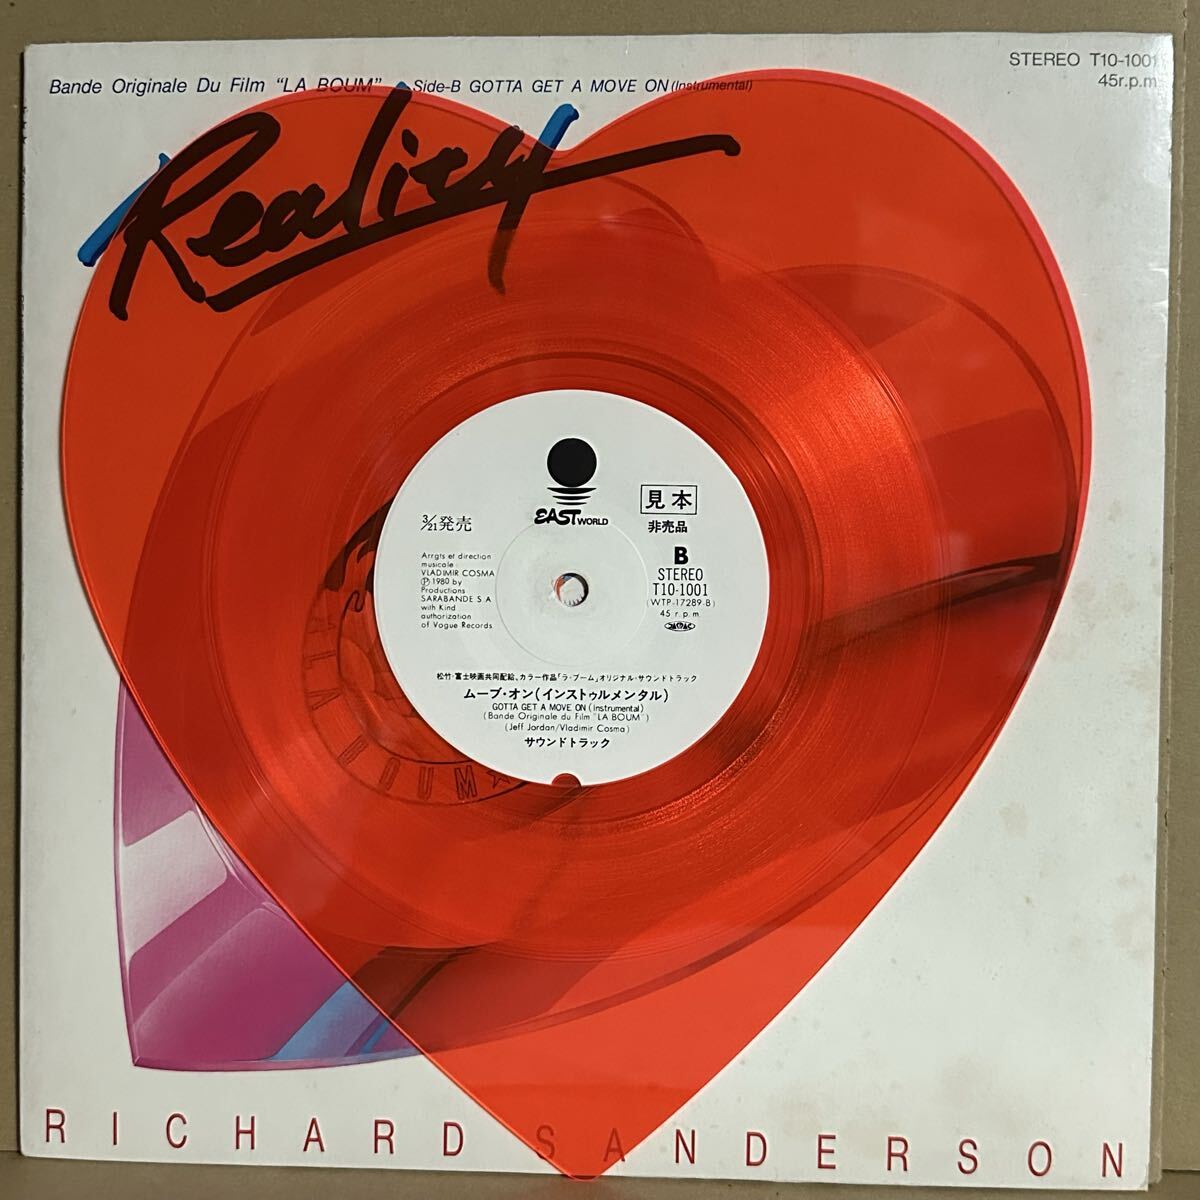 Bande Originale Du Film "LA BOUM" Side-B GOTTA GET A MOVE ON (Instrumental)
STEREO T10-1001
45r.p.m
Reality
EAST WORLD
3/21発売
見本
非売品
Arrgts et direction
musicale
VLADIMIR COSMA
Ⓟ 1980 by
Productions
SARABANDE S.A
with Kind
authorization
of Vogue Records
B
STEREO
T10-1001
(WTP-17289-B)
45 r.p.m.
松竹・富士映画共同配給、カラー作品「ラ・ブーム」オリジナル・サウンドトラック
ムーブ・オン(インストゥルメンタル)
GOTTA GET A MOVE ON (Instrumental)
(Bande Originale du Film "LA BOUM")
(Jeff Jordan/Vladimir Cosma)
サウンドトラック
LA BOUM
RICHARD SANDERSON